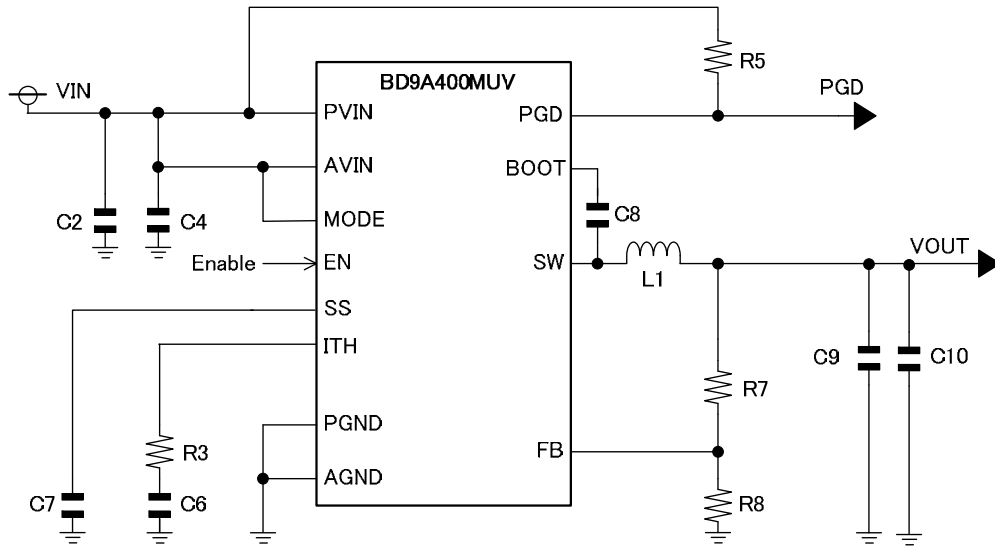 BD9A400MUV
VIN
R5
PGD
PVIN
PGD
AVIN
BOOT
C2
C4
MODE
C8
Enable
EN
SW
VOUT
L1
SS
ITH
C9
C10
R7
PGND
R3
FB
AGND
C7
C6
R8